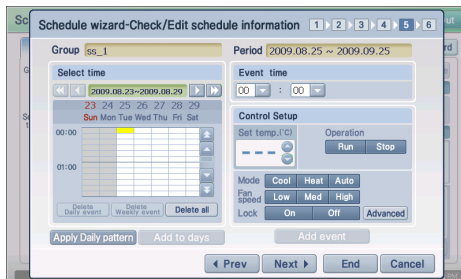 Schedule wizard-Check/Edit schedule information 1 2 3 4 5 6
Group ss_1
Period 2009.08.25 ~ 2009.09.25
Select time
2009.08.23~2009.08.29
23 24 25 26 27 28 29
Sun Mon Tue Wed Thu Fri Sat
00:00
01:00
Delete Daily event
Delete Weekly event
Delete all
Apply Daily pattern
Add to days
Event time
00 : 00
Control Setup
Set temp.(°C)
Operation
---
Run Stop
Mode Cool Heat Auto
Fan speed Low Med High
Lock On Off Advanced
Add event
Prev Next End Cancel
Sc
rd